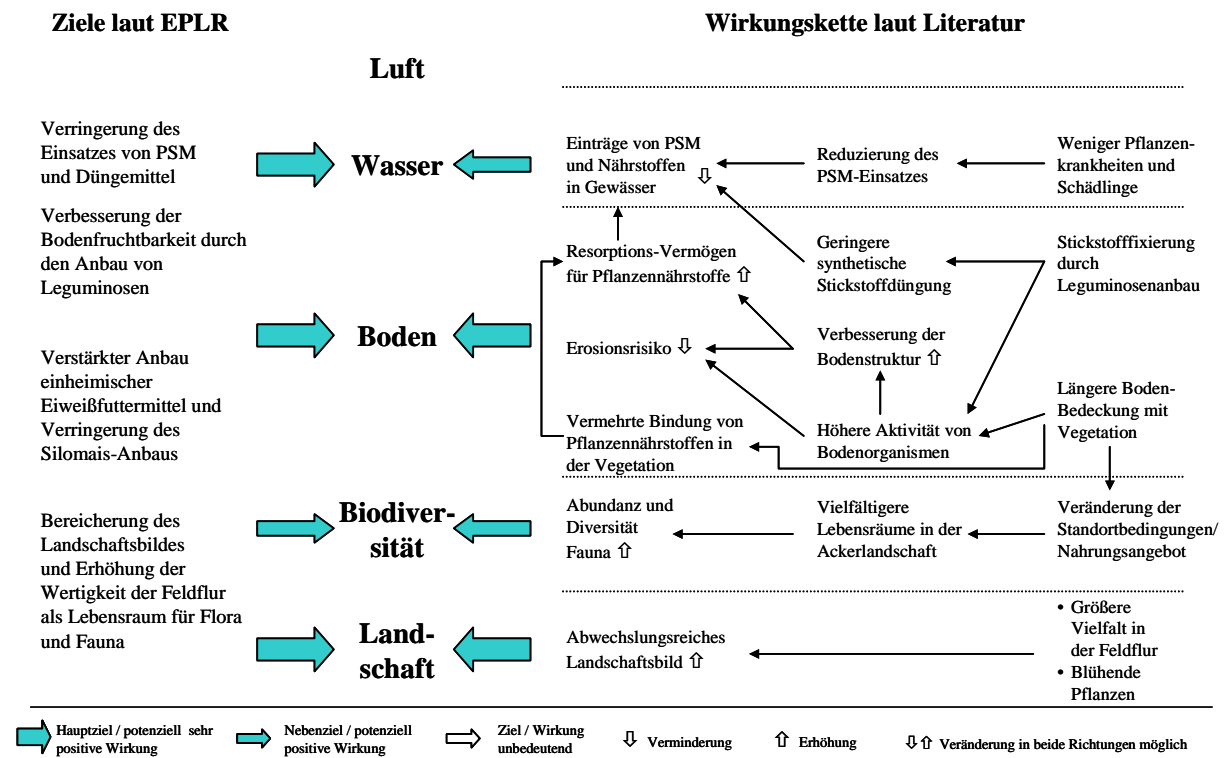 Ziele laut EPLR
Wirkungskette laut Literatur
Luft
Verringerung des
Einsatzes von PSM
und Düngemittel
Wasser
Einträge von PSM
und Nährstoffen
in Gewässer
Reduzierung des
PSM-Einsatzes
Weniger Pflanzen-
krankheiten und
Schädlinge
Verbesserung der
Bodenfruchtbarkeit durch
den Anbau von
Leguminosen
Boden
Resorptions-Vermögen
für Pflanzennährstoffe ⇧
Geringere
synthetische
Stickstoffdüngung
Stickstofffixierung
durch
Leguminosenanbau
Erosionsrisiko ⇩
Verbesserung der
Bodenstruktur ⇧
Verstärkter Anbau
einheimischer
Eiweißfuttermittel und
Verringerung des
Silomais-Anbaus
Vermehrte Bindung von
Pflanzennährstoffen in
der Vegetation
Höhere Aktivität von
Bodenorganismen
Längere Boden-
Bedeckung mit
Vegetation
Bereicherung des
Landschaftsbildes
und Erhöhung der
Wertigkeit der Feldflur
als Lebensraum für Flora
und Fauna
Biodiver-
sität
Abundanz und
Diversität
Fauna ⇧
Vielfältigere
Lebensräume in der
Ackerlandschaft
Veränderung der
Standortbedingungen/
Nahrungsangebot
Land-
schaft
Abwechslungsreiches
Landschaftsbild ⇧
• Größere
Vielfalt in
der Feldflur
• Blühende
Pflanzen
Hauptziel / potenziell sehr
positive Wirkung
Nebenziel / potenziell
positive Wirkung
Ziel / Wirkung
unbedeutend
⇩ Verminderung
⇧ Erhöhung
⇩⇧ Veränderung in beide Richtungen möglich